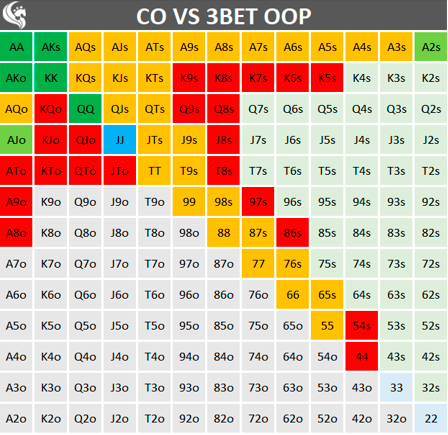 CO VS 3BET OOP
AA AKs AQs AJs ATs A9s A8s A7s A6s A5s A4s A3s A2s
AKo KK KQs KJs KTs K9s K8s K7s K6s K5s K4s K3s K2s
AQo KQo QQ QJs QTs Q9s Q8s Q7s Q6s Q5s Q4s Q3s Q2s
AJo KJo QJo JJ JTs J9s J8s J7s J6s J5s J4s J3s J2s
ATo KTo QTo JTo TT T9s T8s T7s T6s T5s T4s T3s T2s
A9o K9o Q9o J9o T9o 99 98s 97s 96s 95s 94s 93s 92s
A8o K8o Q8o J8o T8o 98o 88 87s 86s 85s 84s 83s 82s
A7o K7o Q7o J7o T7o 97o 87o 77 76s 75s 74s 73s 72s
A6o K6o Q6o J6o T6o 96o 86o 76o 66 65s 64s 63s 62s
A5o K5o Q5o J5o T5o 95o 85o 75o 65o 55 54s 53s 52s
A4o K4o Q4o J4o T4o 94o 84o 74o 64o 54o 44 43s 42s
A3o K3o Q3o J3o T3o 93o 83o 73o 63o 53o 43o 33 32s
A2o K2o Q2o J2o T2o 92o 82o 72o 62o 52o 42o 32o 22